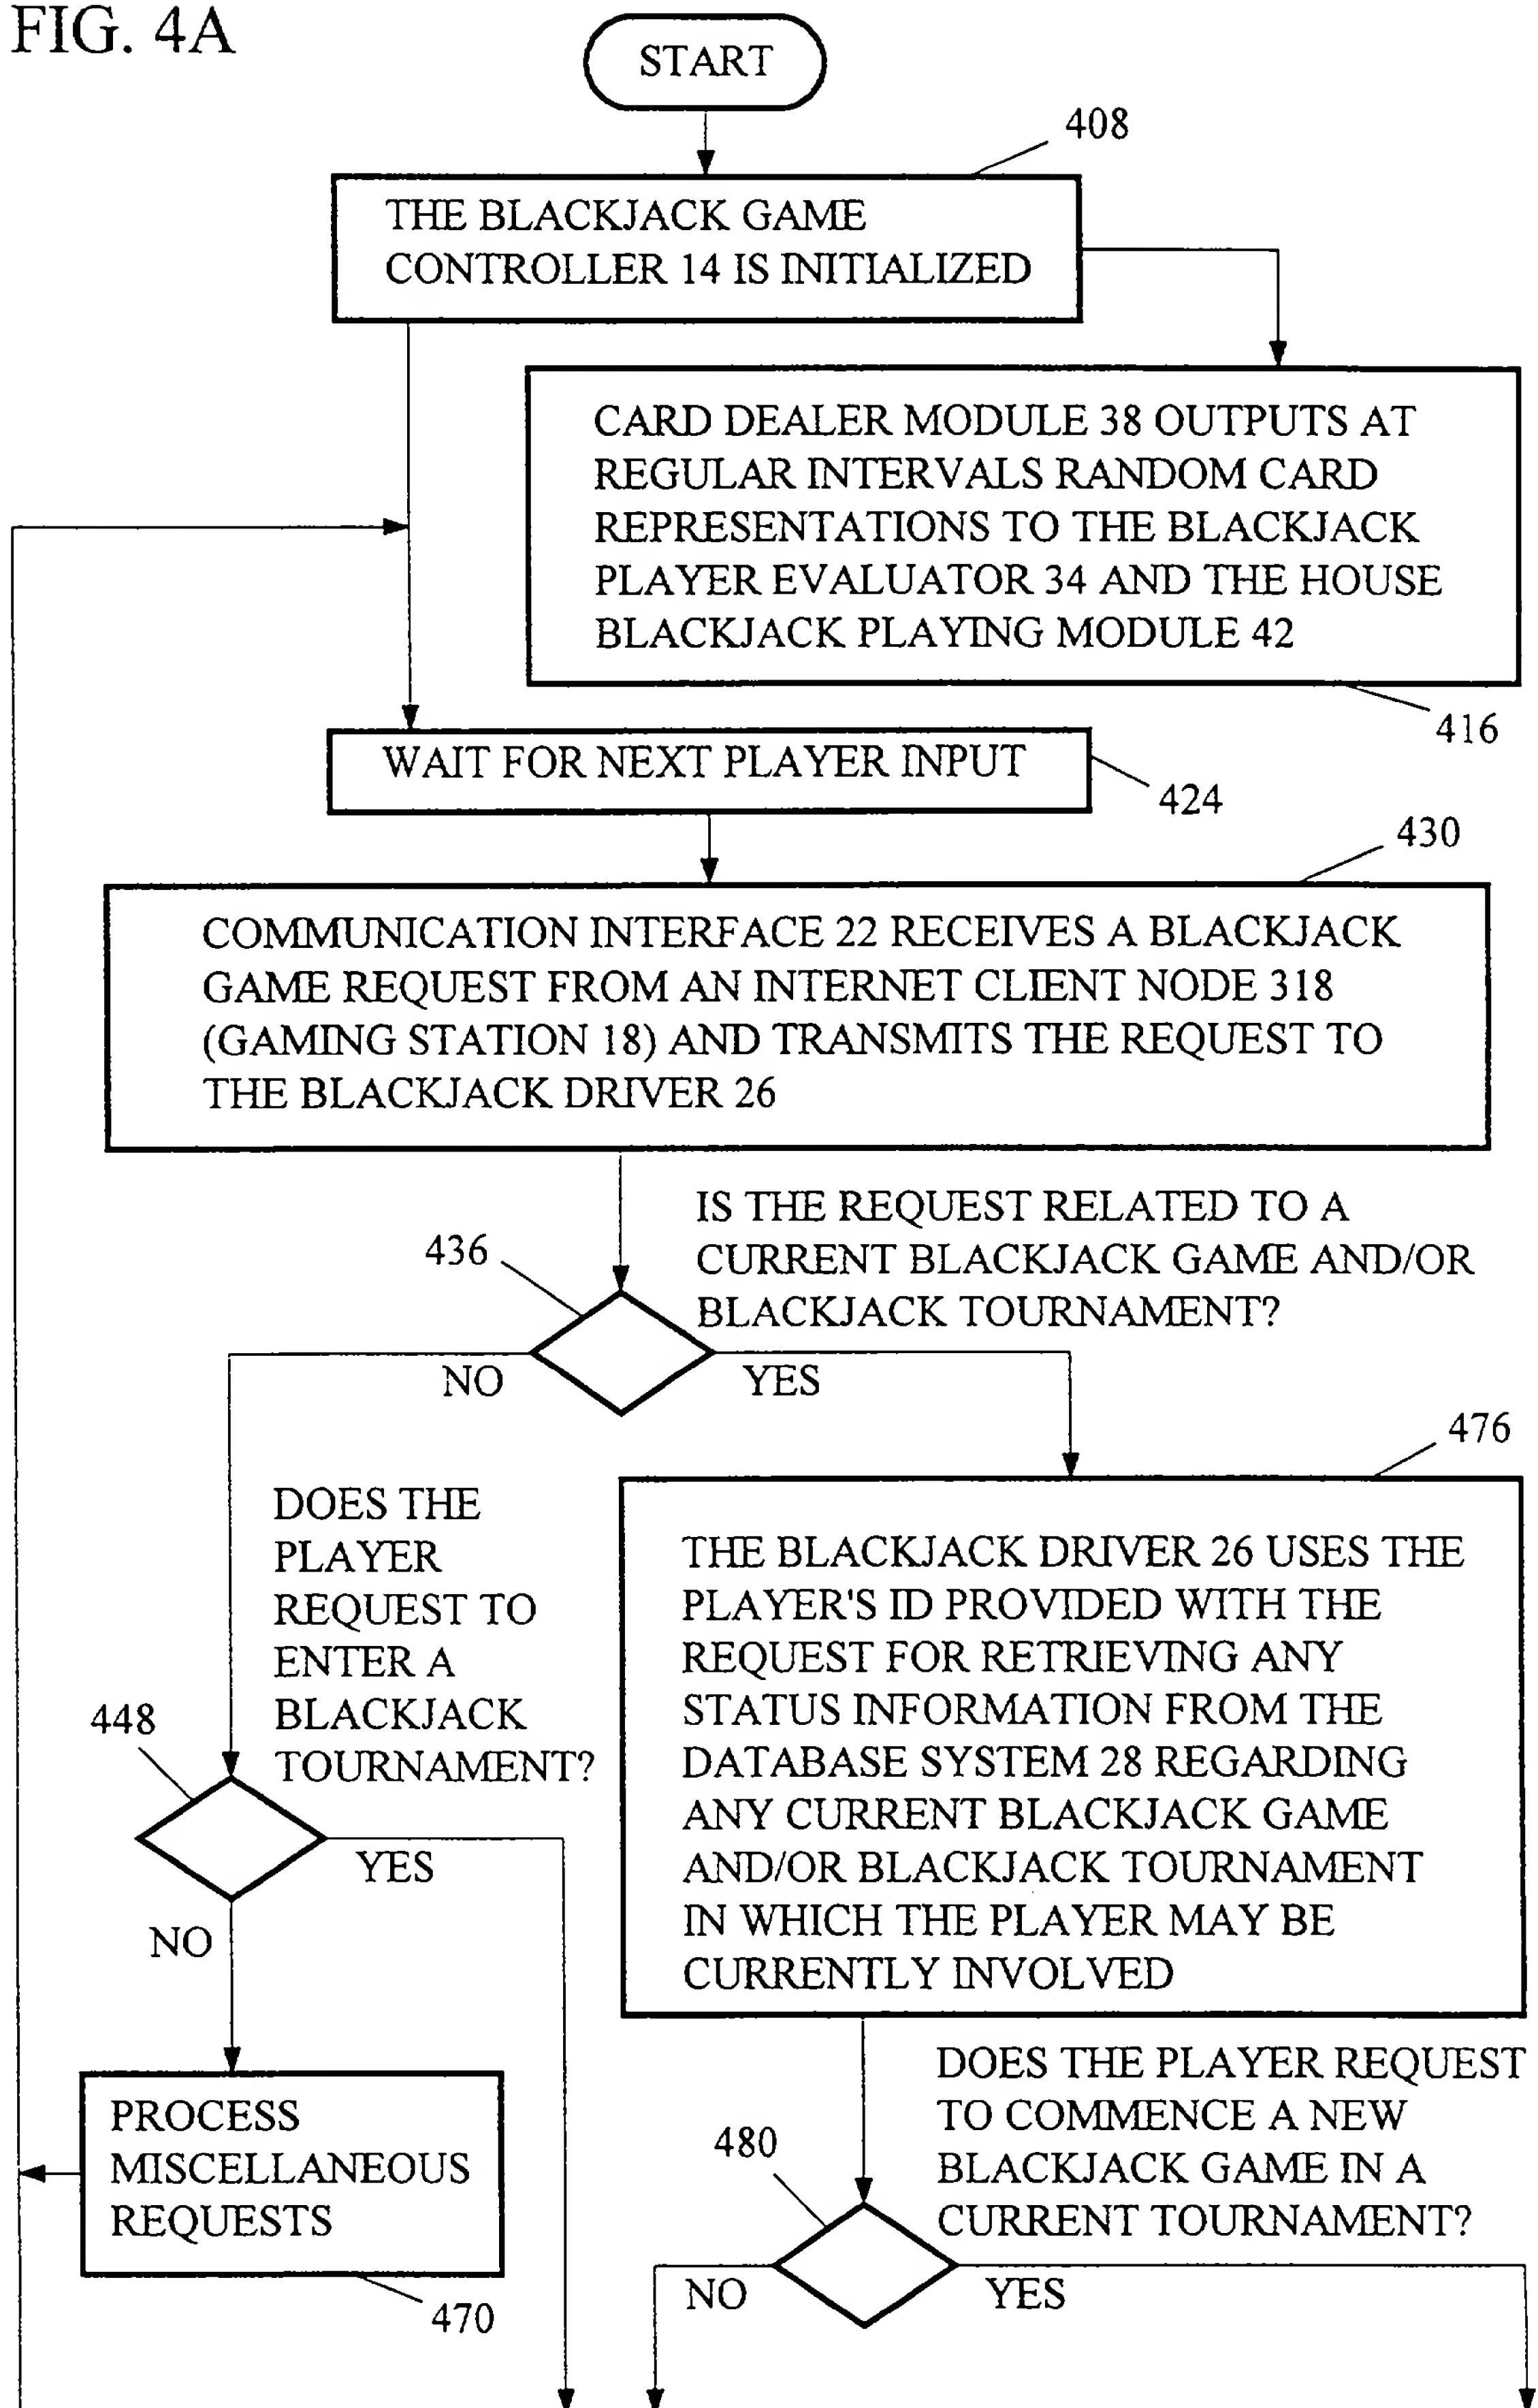 FIG. 4A
START
408
THE BLACKJACK GAME
CONTROLLER 14 IS INITIALIZED
CARD DEALER MODULE 38 OUTPUTS AT
REGULAR INTERVALS RANDOM CARD
REPRESENTATIONS TO THE BLACKJACK
PLAYER EVALUATOR 34 AND THE HOUSE
BLACKJACK PLAYING MODULE 42
416
WAIT FOR NEXT PLAYER INPUT
424
430
COMMUNICATION INTERFACE 22 RECEIVES A BLACKJACK
GAME REQUEST FROM AN INTERNET CLIENT NODE 318
(GAMING STATION 18) AND TRANSMITS THE REQUEST TO
THE BLACKJACK DRIVER 26
IS THE REQUEST RELATED TO A
CURRENT BLACKJACK GAME AND/OR
BLACKJACK TOURNAMENT?
436
NO
YES
476
DOES THE
PLAYER
REQUEST TO
ENTER A
BLACKJACK
TOURNAMENT?
448
YES
NO
THE BLACKJACK DRIVER 26 USES THE
PLAYER'S ID PROVIDED WITH THE
REQUEST FOR RETRIEVING ANY
STATUS INFORMATION FROM THE
DATABASE SYSTEM 28 REGARDING
ANY CURRENT BLACKJACK GAME
AND/OR BLACKJACK TOURNAMENT
IN WHICH THE PLAYER MAY BE
CURRENTLY INVOLVED
PROCESS
MISCELLANEOUS
REQUESTS
470
DOES THE PLAYER REQUEST
TO COMMENCE A NEW
BLACKJACK GAME IN A
CURRENT TOURNAMENT?
480
NO
YES